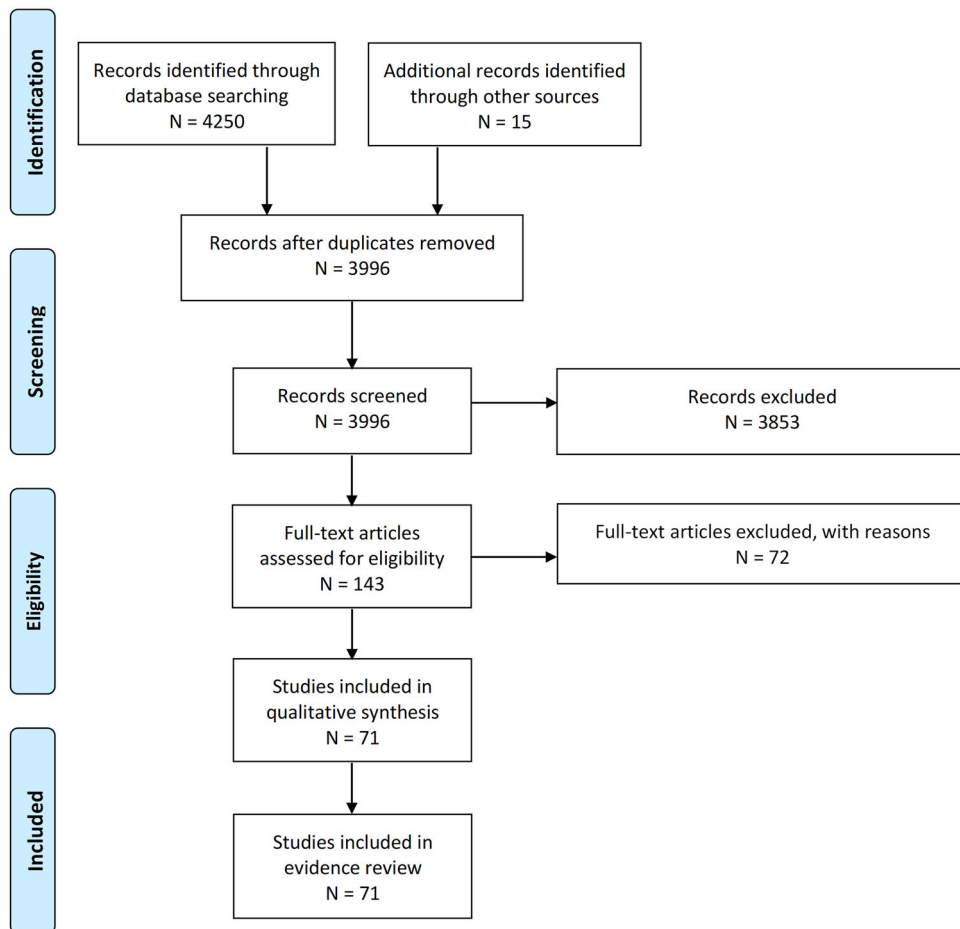 Identification
Records identified through
database searching
N = 4250
Additional records identified
through other sources
N = 15
Records after duplicates removed
N = 3996
Screening
Records screened
N = 3996
Records excluded
N = 3853
Eligibility
Full-text articles
assessed for eligibility
N = 143
Full-text articles excluded, with reasons
N = 72
Studies included in
qualitative synthesis
N = 71
Included
Studies included in
evidence review
N = 71